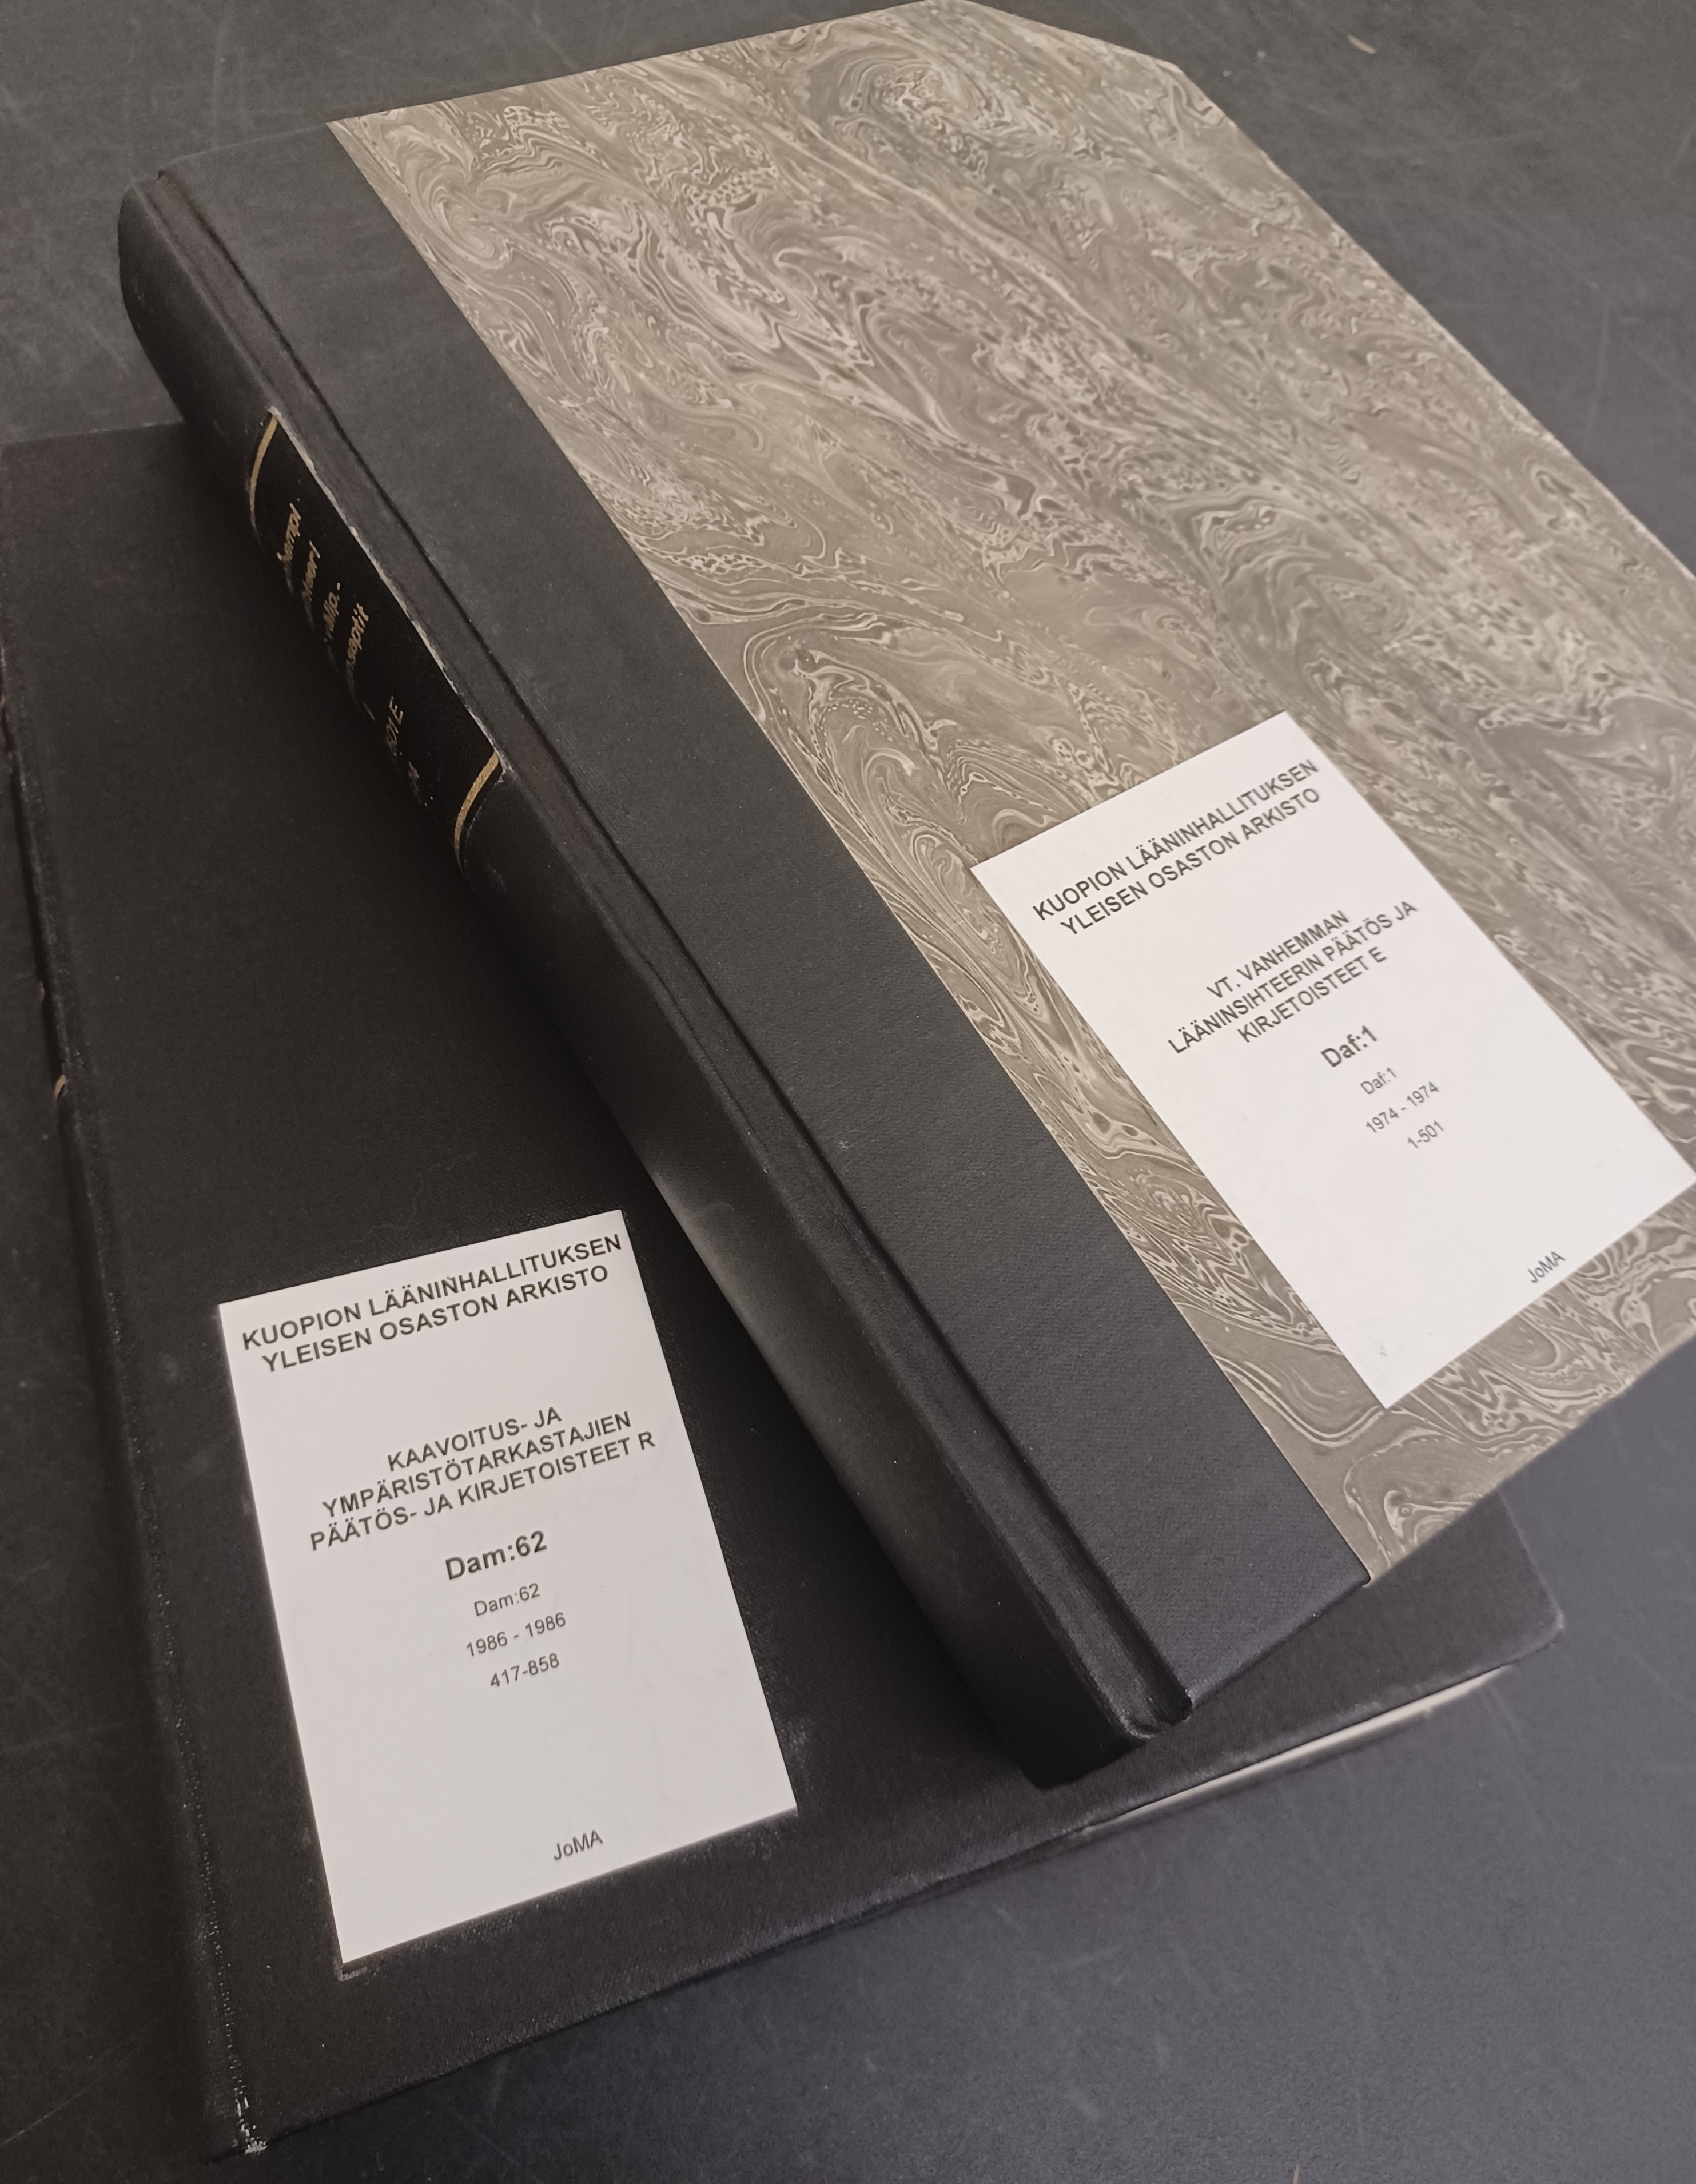 KUOPION LÄÄNINHALLITUKSEN
YLEISEN OSASTON ARKISTO
VT. VANHEMMAN
LÄÄNINSIHTEERIN PÄÄTÖS JA
KIRJETOISTEET E
Daf:1
Daf:1
1974 - 1974
1-501
JoMA
KUOPION LÄÄNINHALLITUKSEN
YLEISEN OSASTON ARKISTO
KAAVOITUS- JA
YMPÄRISTÖTARKASTAJIEN
PÄÄTÖS- JA KIRJETOISTEET R
Dam:62
Dam:62
1986 - 1986
417-858
JoMA